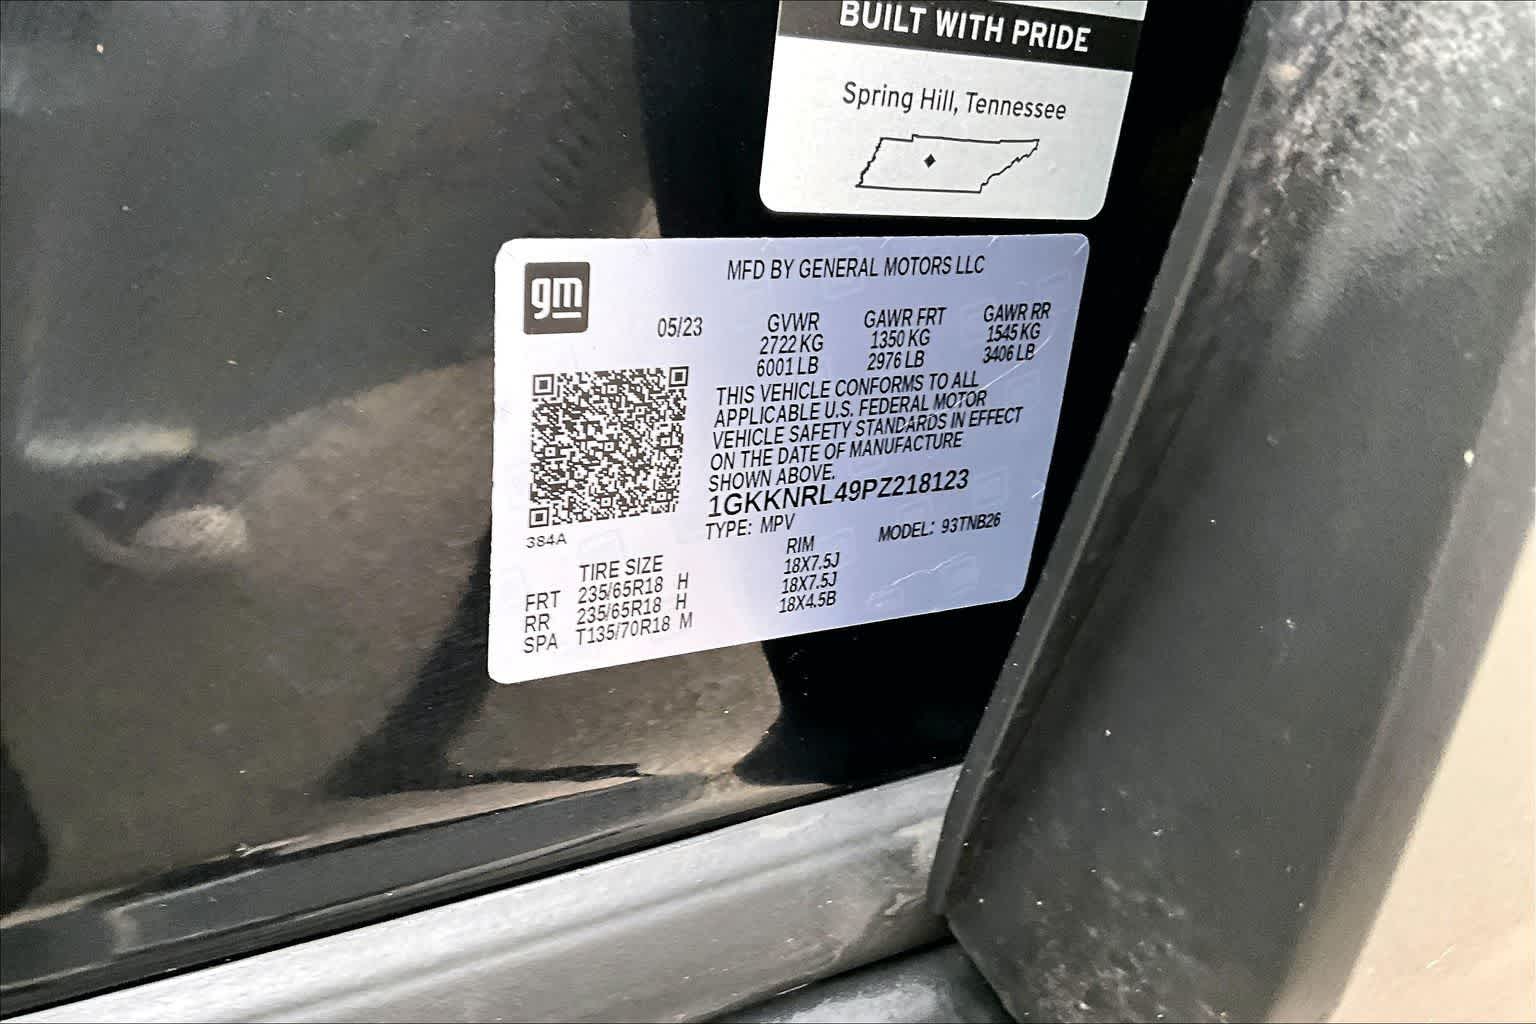 BUILT WITH PRIDE
Spring Hill, Tennessee
gm
MFD BY GENERAL MOTORS LLC
05/23 GVWR GAWR FRT GAWR RR
2722 KG 1350 KG 1545 KG
6001 LB 2976 LB 3406 LB
THIS VEHICLE CONFORMS TO ALL
APPLICABLE U.S. FEDERAL MOTOR
VEHICLE SAFETY STANDARDS IN EFFECT
ON THE DATE OF MANUFACTURE
SHOWN ABOVE.
1GKKNRL49PZ218123
TYPE: MPV MODEL: 93TNB26
384A
TIRE SIZE RIM
FRT 235/65R18 H 18X7.5J
RR 235/65R18 H 18X7.5J
SPA T135/70R18 M 18X4.5B